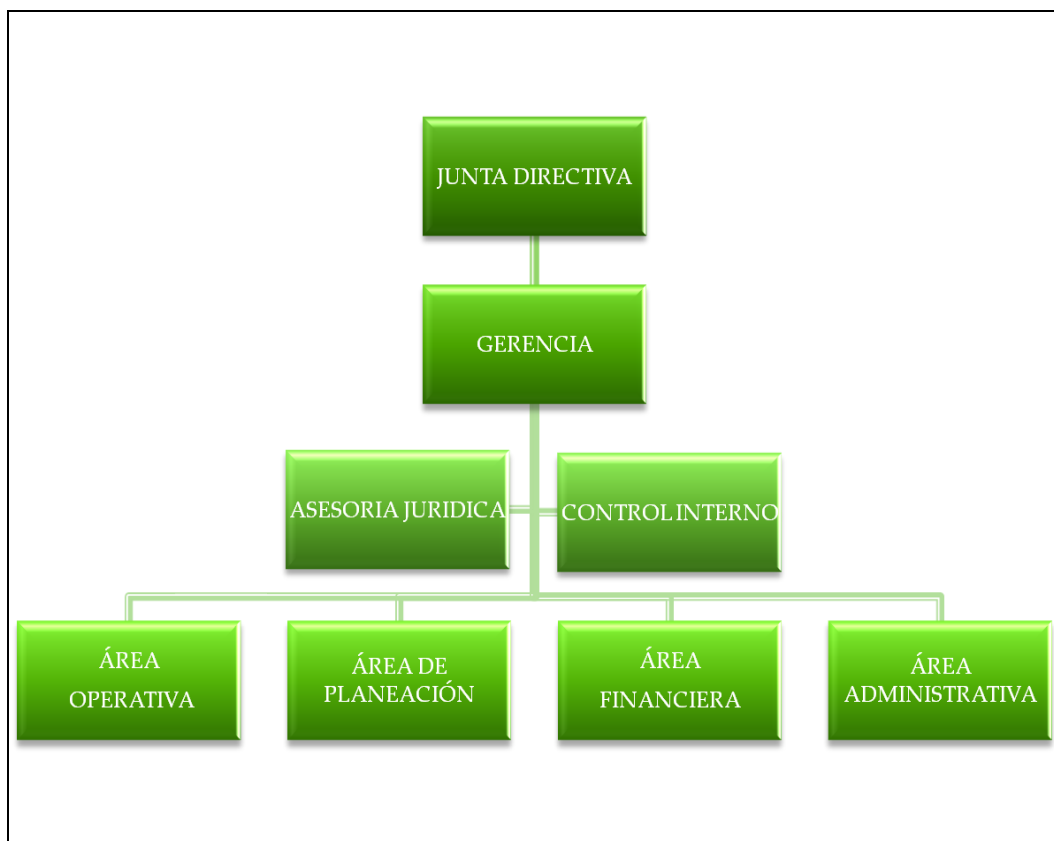 JUNTA DIRECTIVA
GERENCIA
ASESORIA JURIDICA
CONTROL INTERNO
ÁREA
OPERATIVA
ÁREA DE
PLANEACIÓN
ÁREA
FINANCIERA
ÁREA
ADMINISTRATIVA